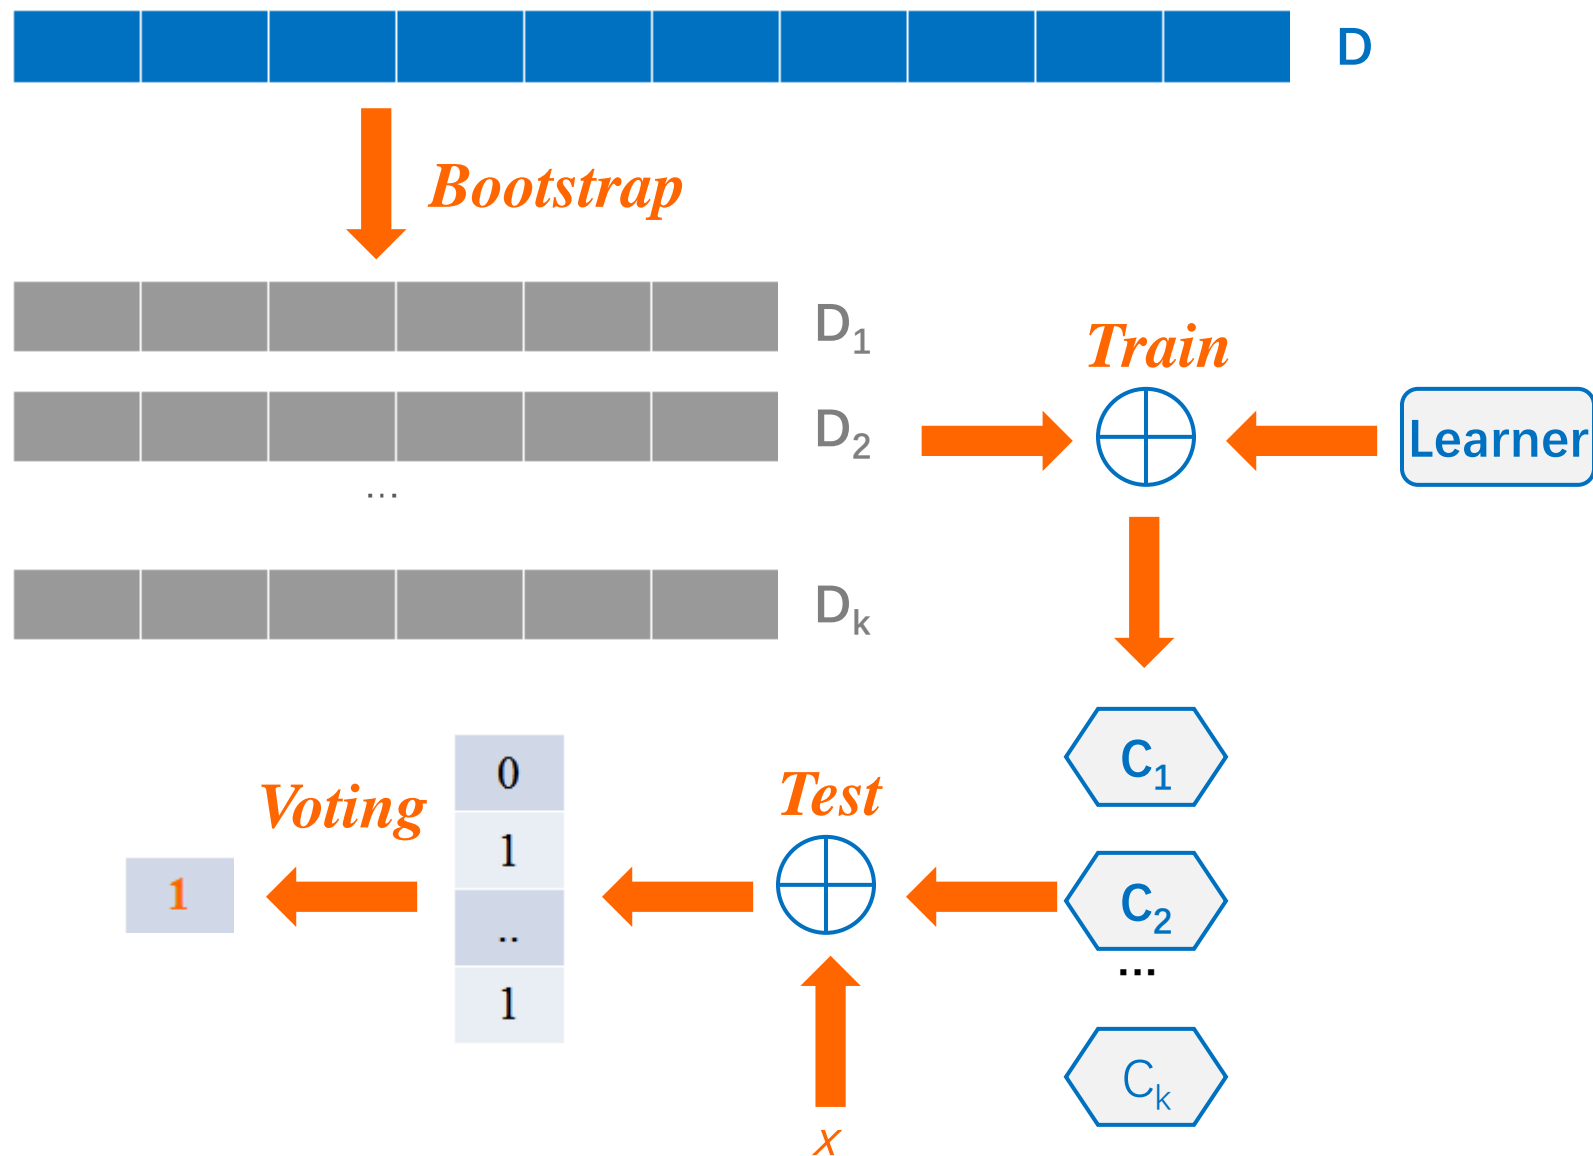 D
Bootstrap
D1
Train
D2
Learner
...
Dk
C1
0
Test
Voting
1
1
C2
..
...
1
Ck
x